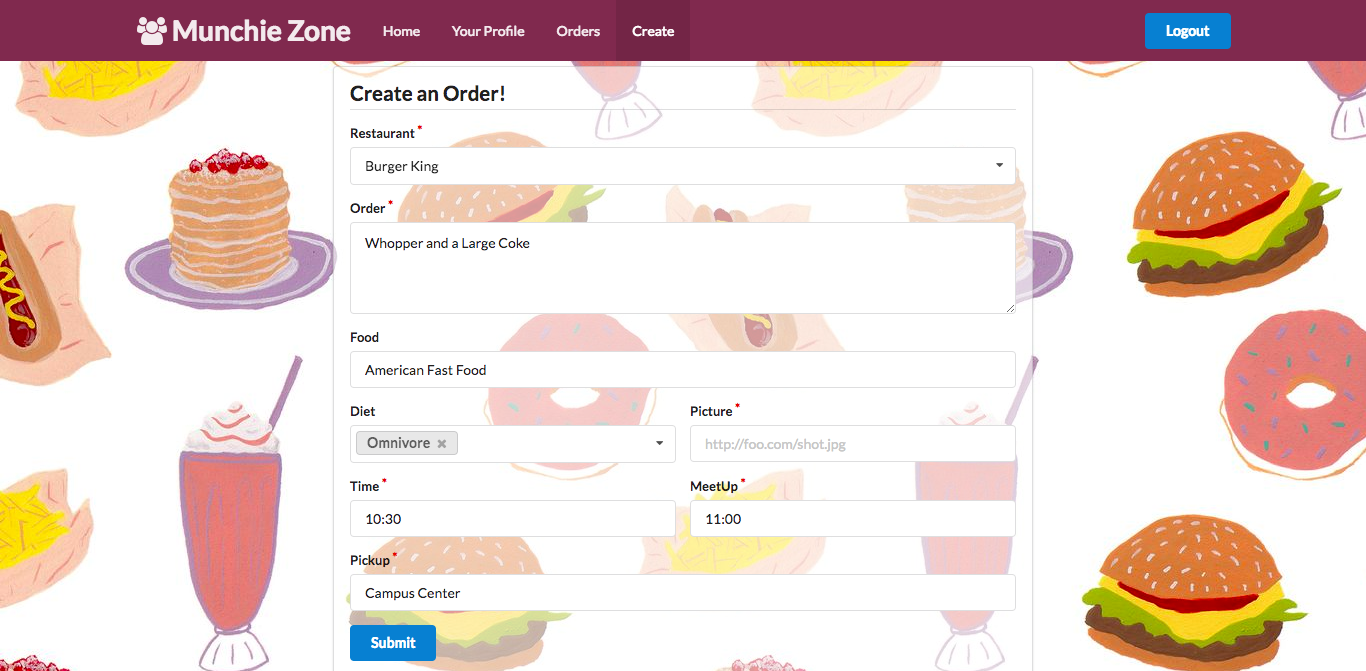 Munchie Zone Home Your Profile Orders Create Logout
Create an Order!
Restaurant *
Burger King
Order *
Whopper and a Large Coke
Food
American Fast Food
Diet Picture *
Omnivore × http://foo.com/shot.jpg
Time * MeetUp *
10:30 11:00
Pickup *
Campus Center
Submit